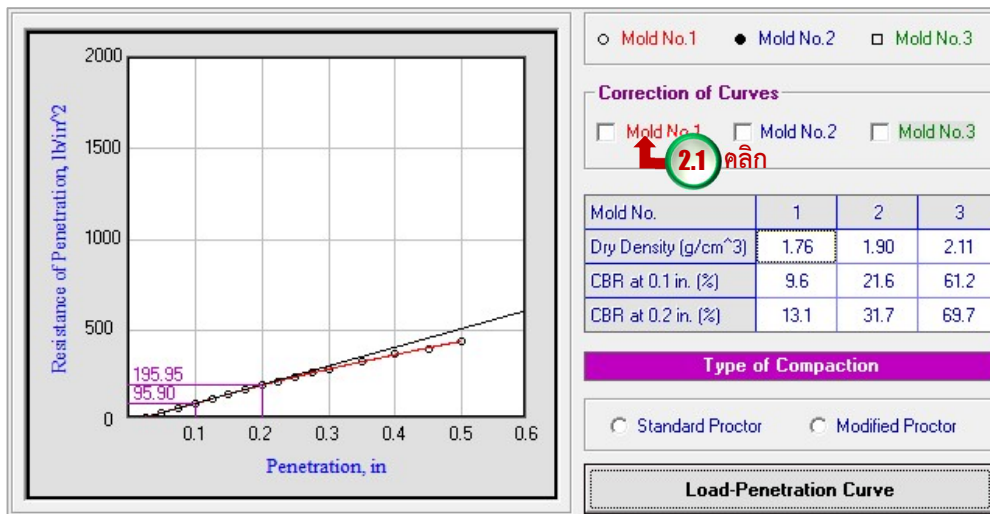 2000
1500
1000
500
0
195.95
95.90
0.1 0.2 0.3 0.4 0.5 0.6
Resistance of Penetration, lb/in^2
Penetration, in
Mold No.1 Mold No.2 Mold No.3
Correction of Curves
Mold No.1 Mold No.2 Mold No.3
2.1 คลิก
Mold No. 1 2 3
Dry Density (g/cm^3) 1.76 1.90 2.11
CBR at 0.1 in. (%) 9.6 21.6 61.2
CBR at 0.2 in. (%) 13.1 31.7 69.7
Type of Compaction
Standard Proctor Modified Proctor
Load-Penetration Curve